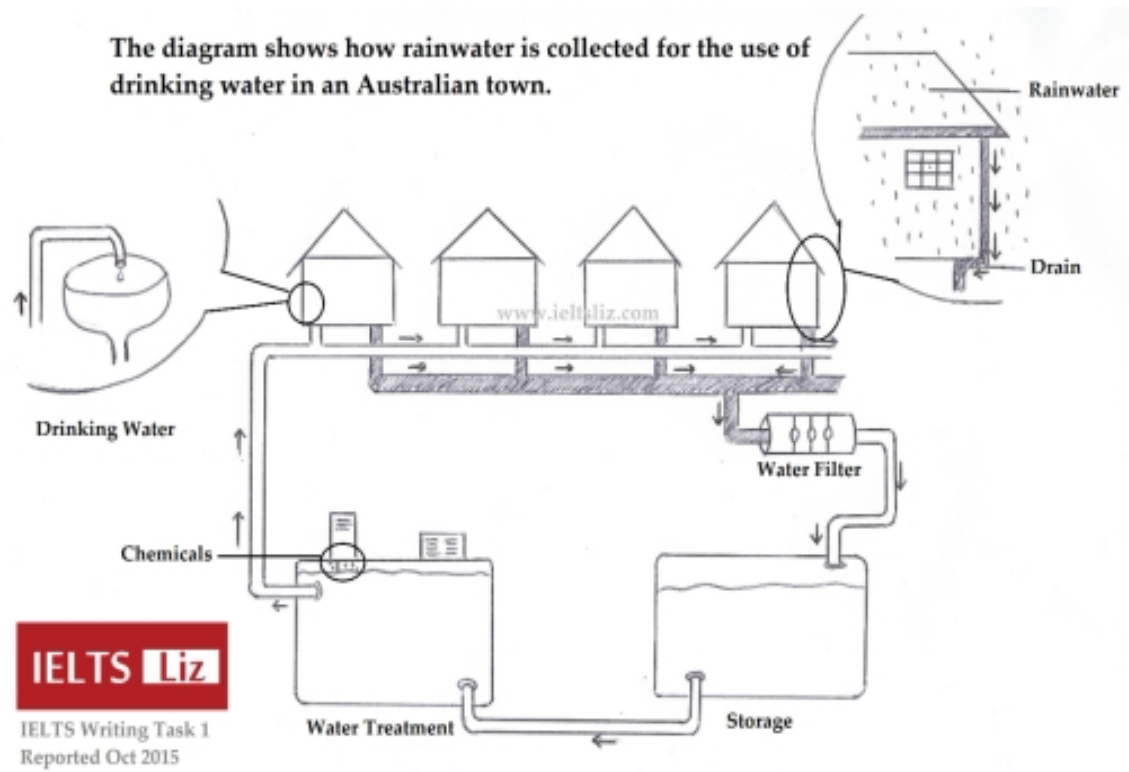 The diagram shows how rainwater is collected for the use of
drinking water in an Australian town.
Rainwater
Drain
www.ieltsliz.com
Drinking Water
Water Filter
Chemicals
IELTS Liz
Water Treatment
Storage
IELTS Writing Task 1
Reported Oct 2015